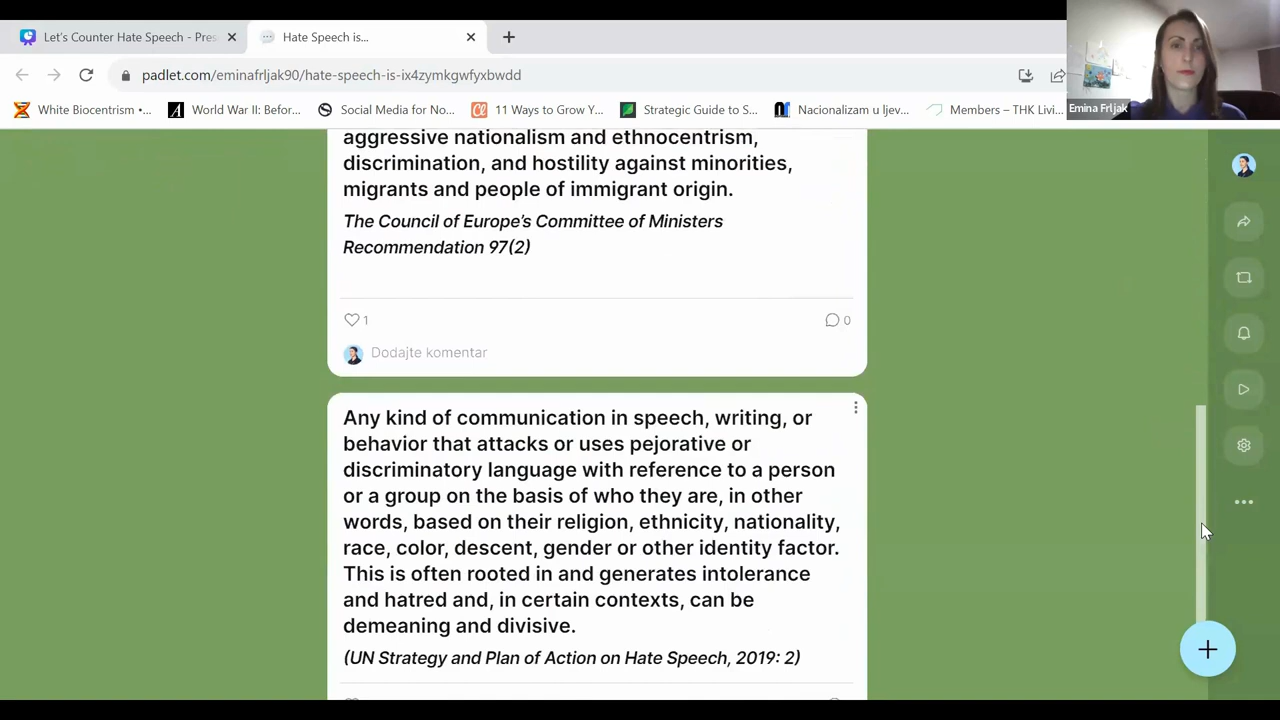 Let's Counter Hate Speech - Pres
Hate Speech is...
padlet.com/eminafrljak90/hate-speech-is-ix4zymkgwfyxbwdd
White Biocentrism •...
World War II: Befor...
Social Media for No...
11 Ways to Grow Y...
Strategic Guide to S...
Nacionalizam u ljev...
Members – THK Livi...
Emina Frljak
aggressive nationalism and ethnocentrism,
discrimination, and hostility against minorities,
migrants and people of immigrant origin.
The Council of Europe's Committee of Ministers
Recommendation 97(2)
1
0
Dodajte komentar
Any kind of communication in speech, writing, or
behavior that attacks or uses pejorative or
discriminatory language with reference to a person
or a group on the basis of who they are, in other
words, based on their religion, ethnicity, nationality,
race, color, descent, gender or other identity factor.
This is often rooted in and generates intolerance
and hatred and, in certain contexts, can be
demeaning and divisive.
(UN Strategy and Plan of Action on Hate Speech, 2019: 2)